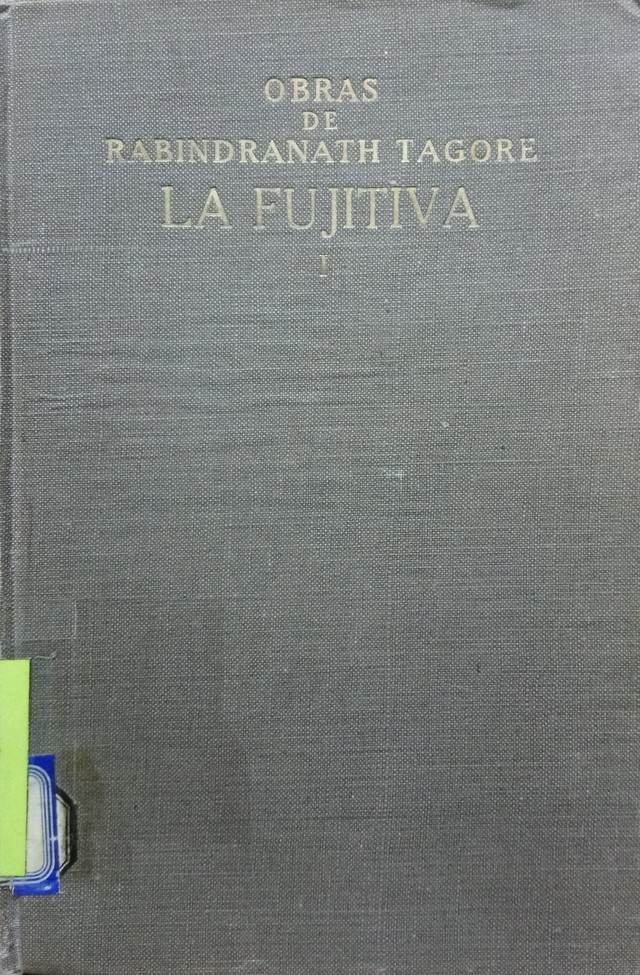 OBRAS
DE
RABINDRANATH TAGORE
LA FUJITIVA
I